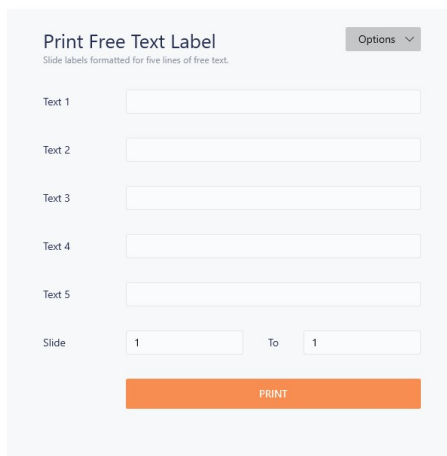 Print Free Text Label
Options
Slide labels formatted for five lines of free text.
Text 1
Text 2
Text 3
Text 4
Text 5
Slide 1 To 1
PRINT